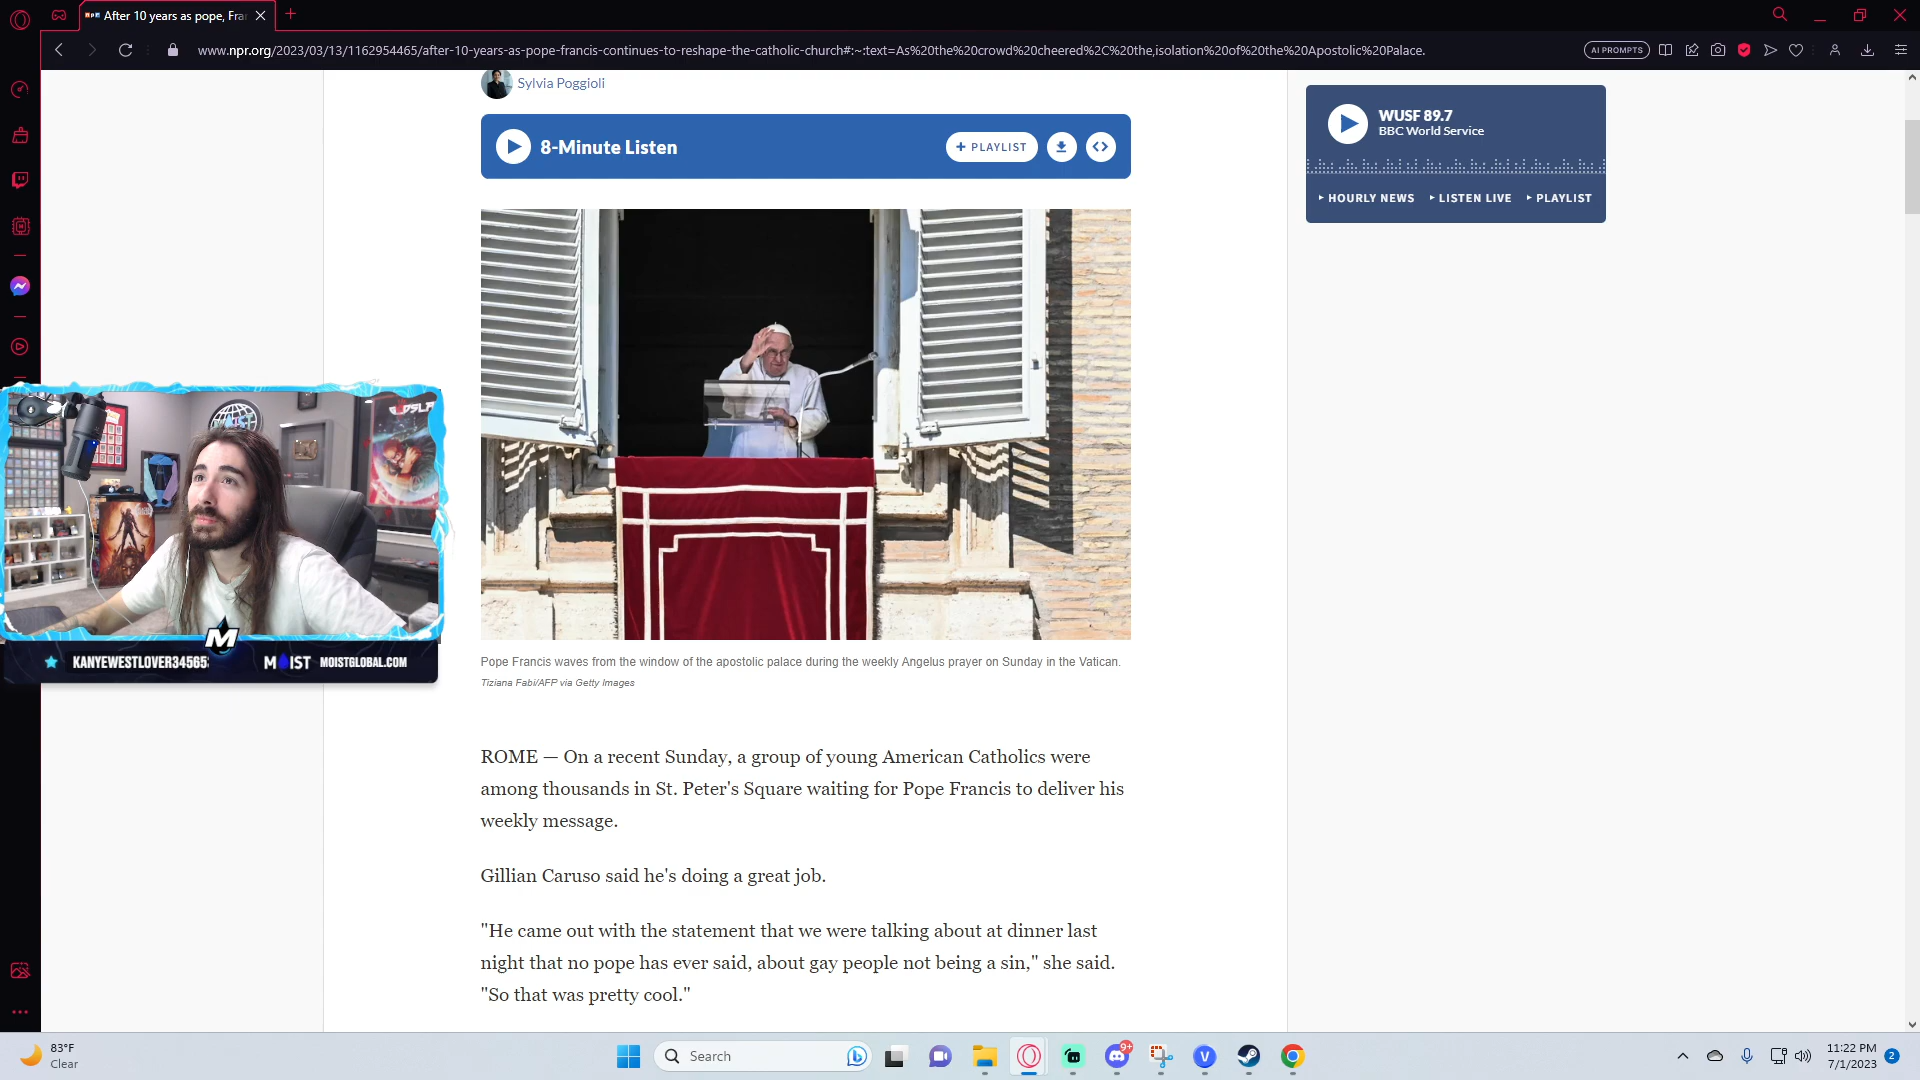 After 10 years as pope, Fra
www.npr.org/2023/03/13/1162954465/after-10-years-as-pope-francis-continues-to-reshape-the-catholic-church#:~:text=As%20the%20crowd%20cheered%2C%20the,isolation%20of%20the%20Apostolic%20Palace.
AI PROMPTS
Sylvia Poggioli
8-Minute Listen
+ PLAYLIST
WUSF 89.7
BBC World Service
HOURLY NEWS
LISTEN LIVE
PLAYLIST
M
KANYEWESTLOVER34565
MOIST
MOISTGLOBAL.COM
Pope Francis waves from the window of the apostolic palace during the weekly Angelus prayer on Sunday in the Vatican.
Tiziana Fabi/AFP via Getty Images
ROME — On a recent Sunday, a group of young American Catholics were
among thousands in St. Peter's Square waiting for Pope Francis to deliver his
weekly message.
Gillian Caruso said he's doing a great job.
"He came out with the statement that we were talking about at dinner last
night that no pope has ever said, about gay people not being a sin," she said.
"So that was pretty cool."
83°F
Clear
Search
9+
11:22 PM
7/1/2023
2